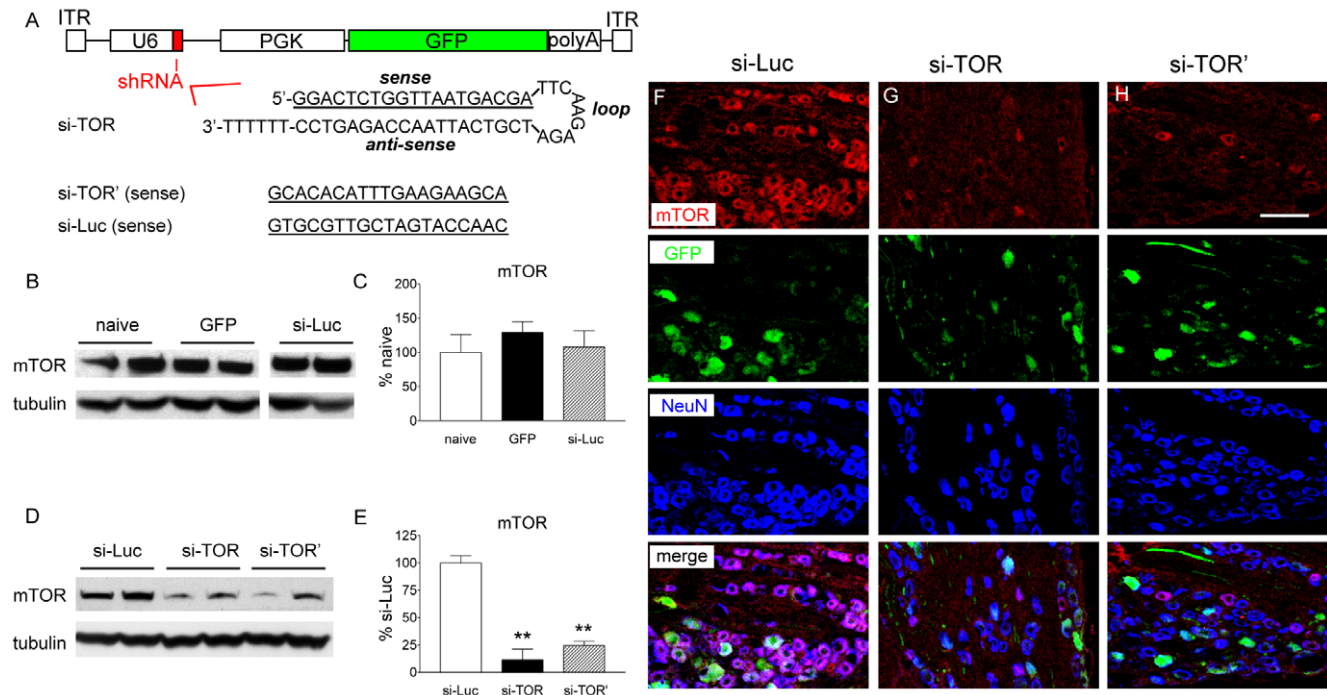 A
ITR
U6
PGK
GFP
polyA
ITR
shRNA
sense
5'-GGACTCTGGTTAATGACGA
TTC
AAG
AGA
loop
si-TOR
3'-TTTTTT-CCTGAGACCAATTACTGCT
anti-sense
si-TOR' (sense)
GCACACATTTGAAGAAGCA
si-Luc (sense)
GTGCGTTGCTAGTACCAAC
B
naive
GFP
si-Luc
mTOR
tubulin
C
mTOR
% naive
200
150
100
50
0
naive
GFP
si-Luc
D
si-Luc
si-TOR
si-TOR'
mTOR
tubulin
E
mTOR
% si-Luc
125
100
75
50
25
0
**
**
si-Luc
si-TOR
si-TOR'
si-Luc
si-TOR
si-TOR'
F
G
H
mTOR
GFP
NeuN
merge